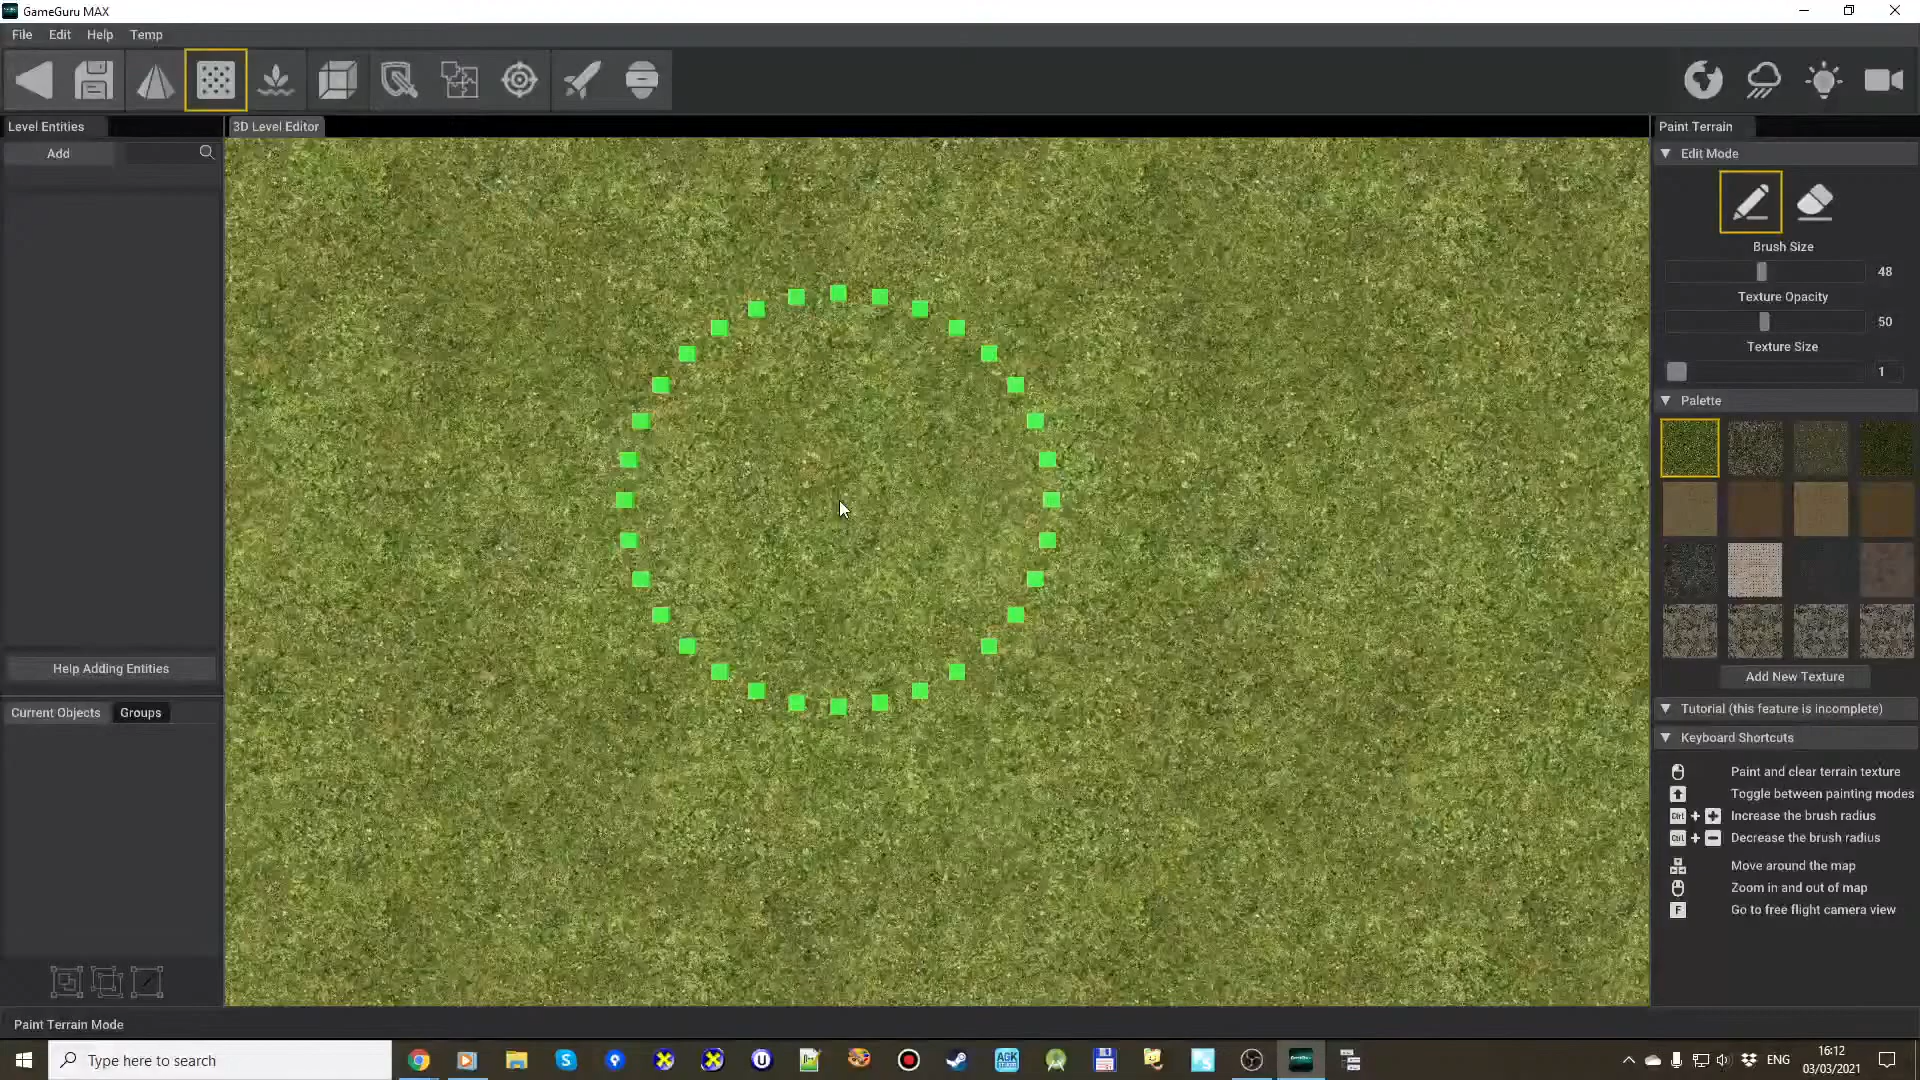 GameGuru MAX
File Edit Help Temp
Level Entities
3D Level Editor
Paint Terrain
Add
Edit Mode
Brush Size
48
Texture Opacity
50
Texture Size
1
Palette
Add New Texture
Help Adding Entities
Tutorial (this feature is incomplete)
Current Objects Groups
Keyboard Shortcuts
Paint and clear terrain texture
Toggle between painting modes
Ctrl + + Increase the brush radius
Ctrl + - Decrease the brush radius
Move around the map
Zoom in and out of map
F Go to free flight camera view
Paint Terrain Mode
Type here to search
AGK
ENG
16:12
03/03/2021